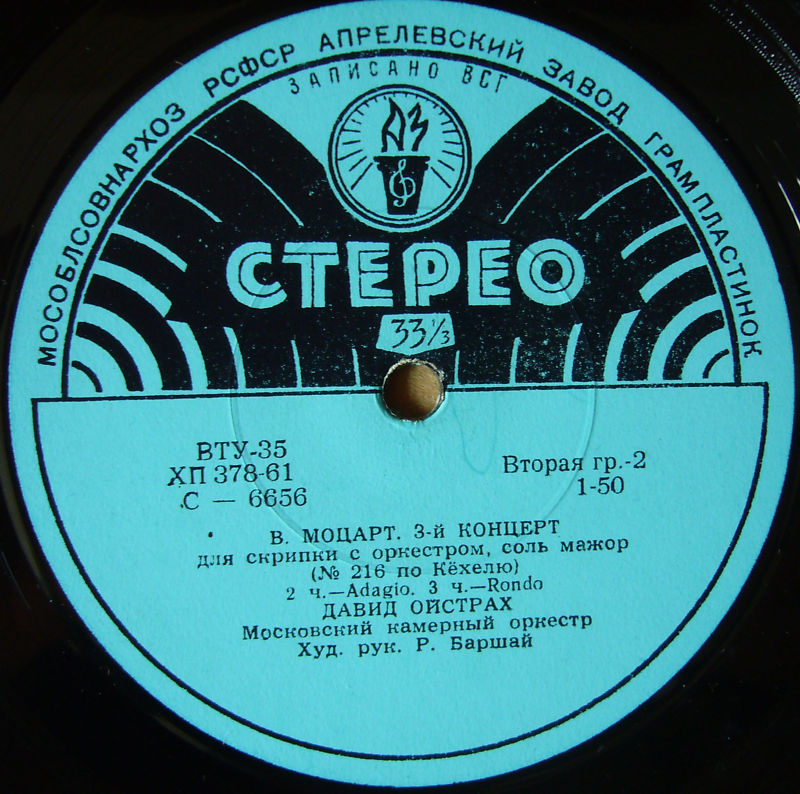 МОСОБЛСОВНАРХОЗ РСФСР АПРЕЛЕВСКИЙ ЗАВОД ГРАМПЛАСТИНОК
ЗАПИСАНО ВСГ
АЗ
СТЕРЕО
33⅓
ВТУ-35
ХП 378-61
С — 6656
Вторая гр.-2
1-50
В. МОЦАРТ. 3-й КОНЦЕРТ
для скрипки с оркестром, соль мажор
(№ 216 по Кёхелю)
2 ч.—Adagio. 3 ч.—Rondo
ДАВИД ОЙСТРАХ
Московский камерный оркестр
Худ. рук. Р. Баршай